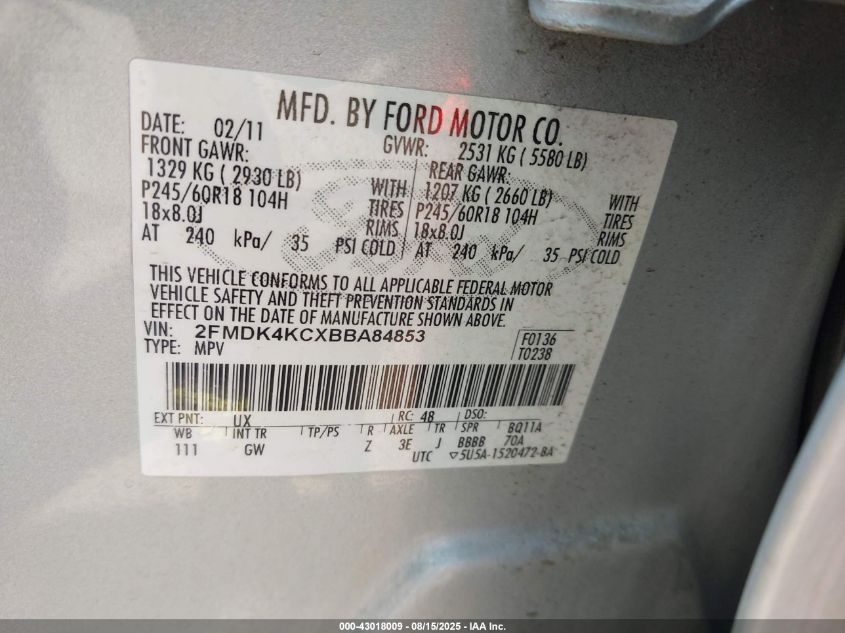 MFD. BY FORD MOTOR CO.
DATE: 02/11 GVWR: 2531 KG ( 5580 LB)
FRONT GAWR: REAR GAWR:
1329 KG ( 2930 LB) WITH 1207 KG ( 2660 LB) WITH
P245/60R18 104H TIRES P245/60R18 104H TIRES
18x8.0J RIMS 18x8.0J RIMS
AT 240 kPa/ 35 PSI COLD AT 240 kPa/ 35 PSI COLD
THIS VEHICLE CONFORMS TO ALL APPLICABLE FEDERAL MOTOR
VEHICLE SAFETY AND THEFT PREVENTION STANDARDS IN
EFFECT ON THE DATE OF MANUFACTURE SHOWN ABOVE.
VIN: 2FMDK4KCXBBA84853 F0136
TYPE: MPV T0238
EXT PNT: UX RC: 48 DSO:
WB INT TR TP/PS R AXLE TR SPR BQ11A
111 GW Z 3E J BBBB 70A
UTC ▽5U5A-1520472-BA
000-43018009 - 08/15/2025 - IAA Inc.